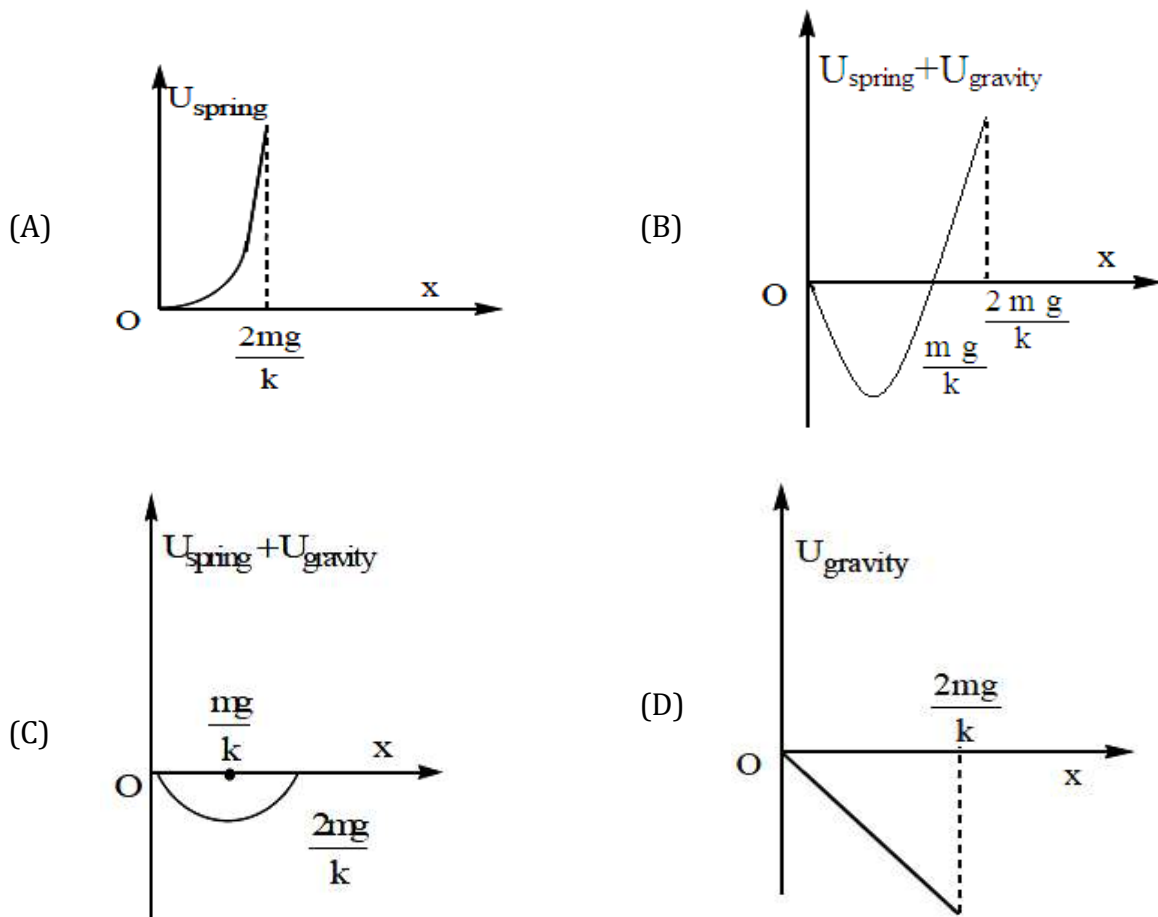 (A)
U_spring
O
x
2mg
k
(B)
U_spring+U_gravity
O
x
m g
k
2 m g
k
(C)
U_spring+U_gravity
mg
k
O
x
2mg
k
(D)
U_gravity
2mg
k
O
x